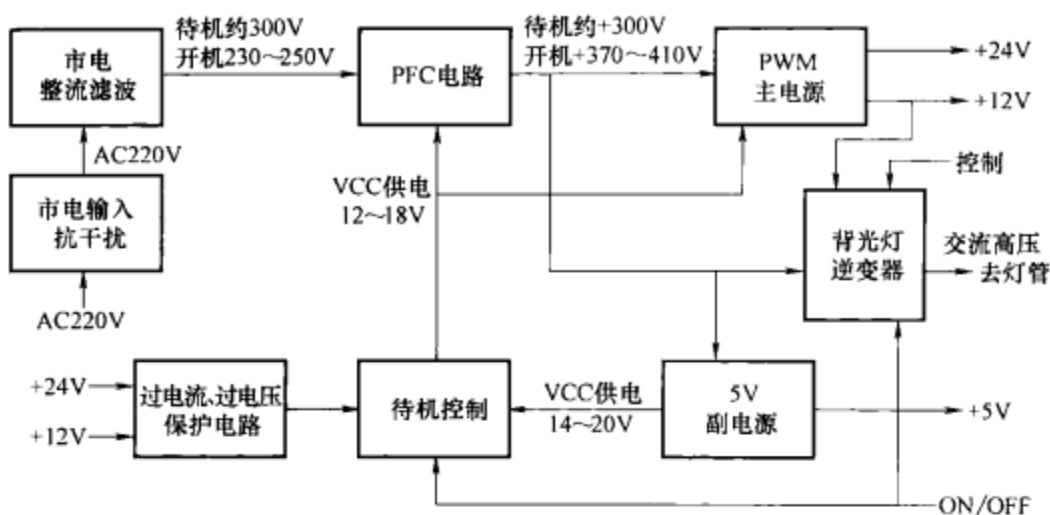 待机约300V
开机230～250V
待机约+300V
开机+370～410V
市电
整流滤波
PFC电路
PWM
主电源
+24V
+12V
AC220V
控制
市电输入
抗干扰
VCC供电
12～18V
背光灯
逆变器
交流高压
去灯管
AC220V
+24V
+12V
过电流、过电压
保护电路
待机控制
VCC供电
14～20V
5V
副电源
+5V
ON/OFF